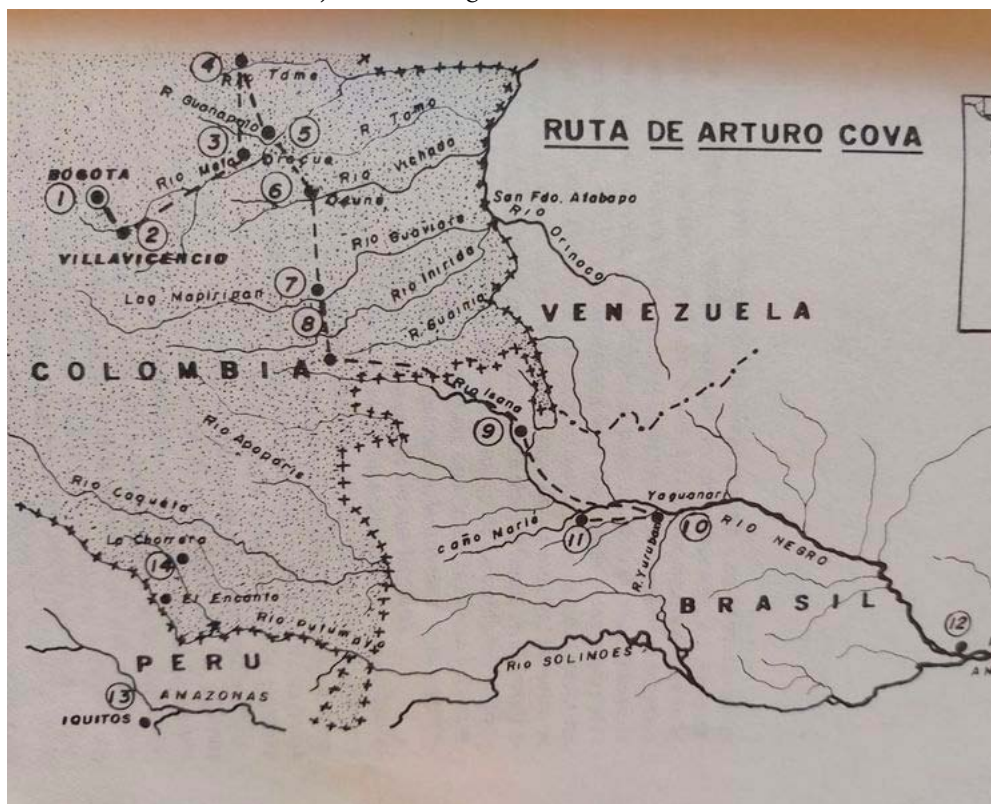 RUTA DE ARTURO COVA
4
Rio Tame
R. Guanapalo
5
R. Tomo
3
Orocue
Rio Meta
BOGOTA
1
6
Rio Vichada
2
VILLAVICENCIO
San Fdo. Atabapo
RIO
Orinoco
Rio Guaviare
7
Lag Mapiripan
Rio Inirida
8
R. Guainia
VENEZUELA
COLOMBIA
Rio Isana
9
Rio Apaporis
Rio Caquéta
Yaguanari
10
RIO NEGRO
caño Marié
11
R. Yurubaxi
La Chorrera
14
El Encanto
BRASIL
Rio Putumayo
12
PERU
Rio SOLINOES
13
AMAZONAS
IQUITOS